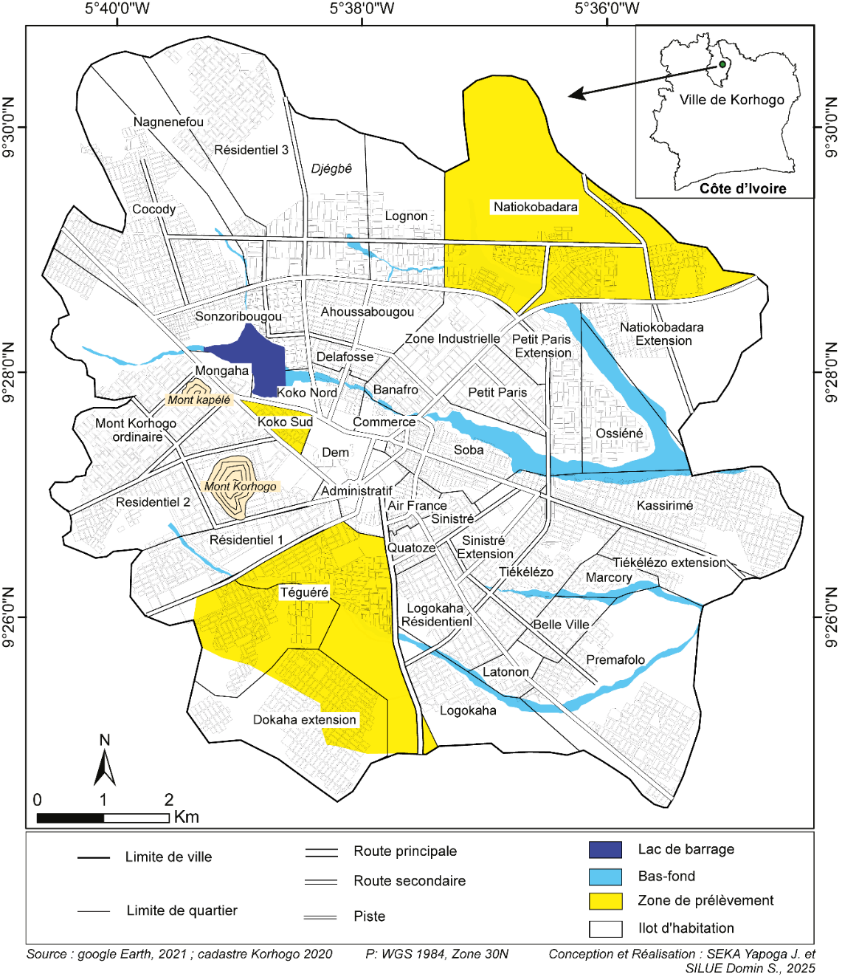 5°40'0"W
5°38'0"W
5°36'0"W
9°30'0"N
9°28'0"N
9°26'0"N
9°30'0"N
9°28'0"N
9°26'0"N
Ville de Korhogo
Côte d'Ivoire
Nagnenefou
Résidentiel 3
Djégbê
Natiokobadara
Cocody
Lognon
Sonzoribougou
Ahoussabougou
Zone Industrielle
Petit Paris
Extension
Natiokobadara
Extension
Delafosse
Mongaha
Koko Nord
Banafro
Petit Paris
Mont kapélé
Mont Korhogo
ordinaire
Koko Sud
Commerce
Ossiéné
Dem
Soba
Mont Korhogo
Administratif
Residentiel 2
Air France
Sinistré
Kassirimé
Résidentiel 1
Quatoze
Sinistré
Extension
Tiékélézo
Tiékélézo extension
Marcory
Téguéré
Logokaha
Résidentienl
Belle Ville
Premafolo
Latonon
Logokaha
Dokaha extension
N
0 1 2
Km
Limite de ville
Limite de quartier
Route principale
Route secondaire
Piste
Lac de barrage
Bas-fond
Zone de prélèvement
Ilot d'habitation
Source : google Earth, 2021 ; cadastre Korhogo 2020
P: WGS 1984, Zone 30N
Conception et Réalisation : SEKA Yapoga J. et
SILUE Domin S., 2025